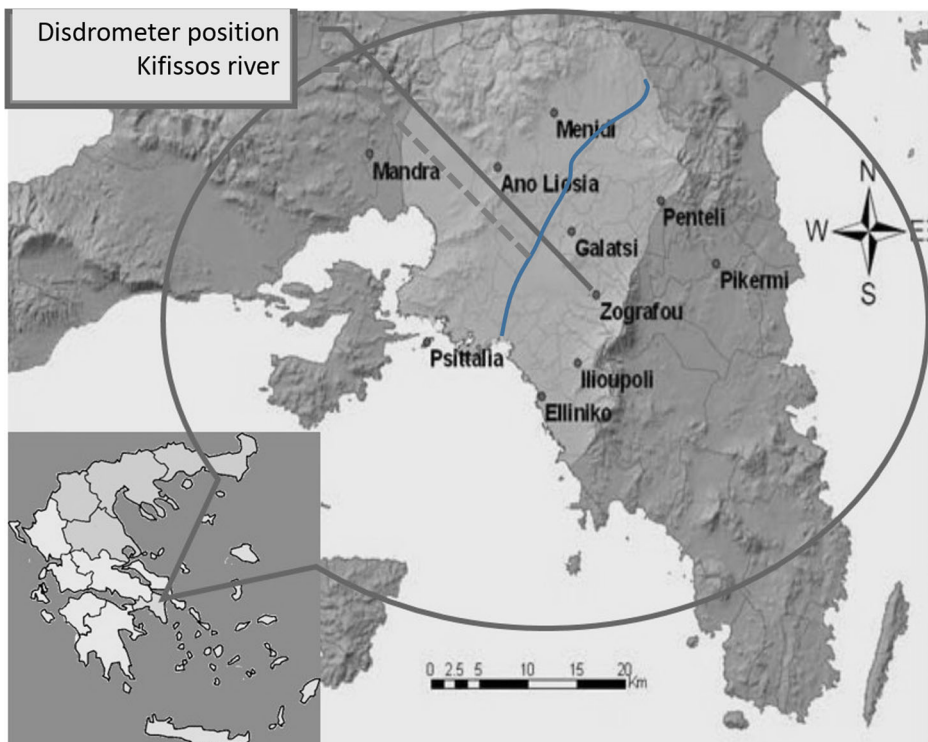 Disdrometer position
Kifissos river
Menidi
Mandra
Ano Liosia
Penteli
Galatsi
Pikermi
Zografou
Psittalia
Ilioupoli
Elliniko
N
W
E
S
0 2.5 5 10 15 20
Km